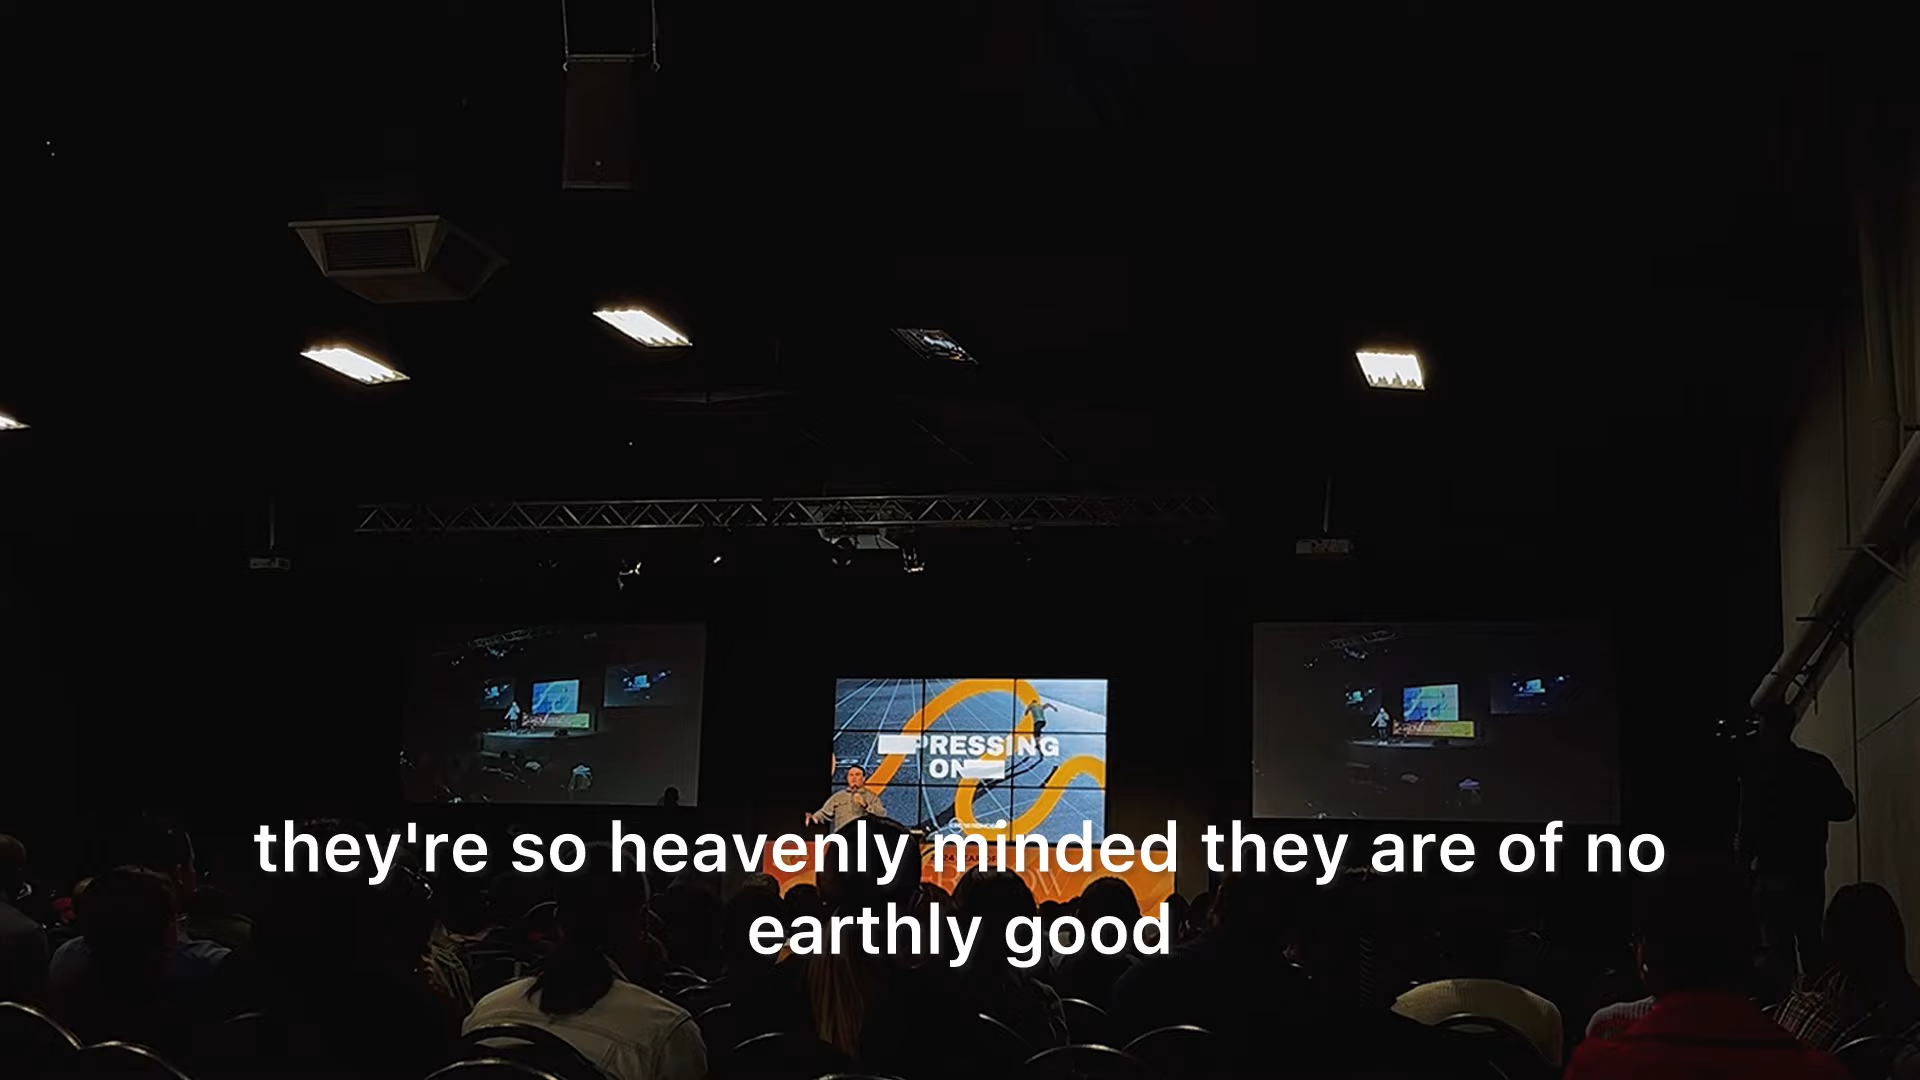 PRESSING
ON
they're so heavenly minded they are of no
earthly good